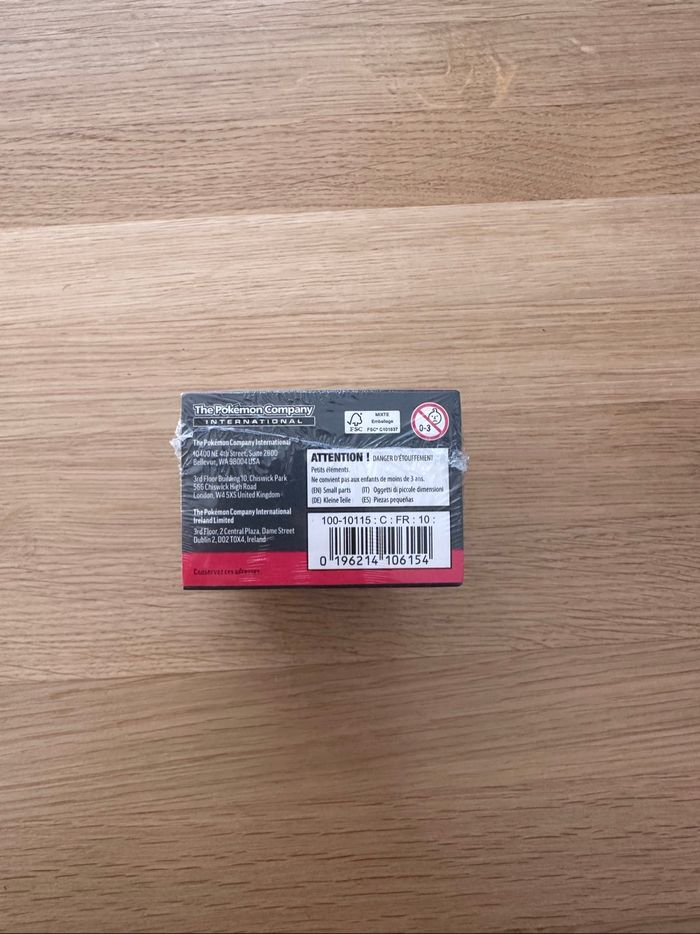 The Pokémon Company
INTERNATIONAL
The Pokémon Company International
10400 NE 4th Street, Suite 2800
Bellevue, WA 98004 USA
3rd Floor Building 10, Chiswick Park
566 Chiswick High Road
London, W4 5XS United Kingdom
The Pokémon Company International
Ireland Limited
3rd Floor, 2 Central Plaza, Dame Street
Dublin 2, D02 T0X4, Ireland
Conservez ces adresses.
FSC
MIXTE
Emballage
FSC® C101537
0-3
ATTENTION ! DANGER D'ÉTOUFFEMENT
Petits éléments.
Ne convient pas aux enfants de moins de 3 ans.
(EN) Small parts (IT) Oggetti di piccole dimensioni
(DE) Kleine Teile (ES) Piezas pequeñas
100-10115 : C : FR : 10 :
0 196214 106154